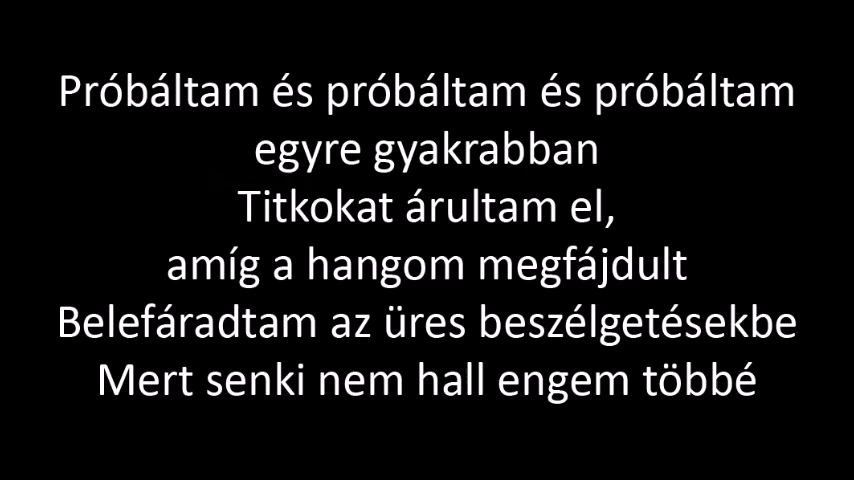 Próbáltam és próbáltam és próbáltam
egyre gyakrabban
Titkokat árultam el,
amíg a hangom megfájdult
Belefáradtam az üres beszélgetésekbe
Mert senki nem hall engem többé